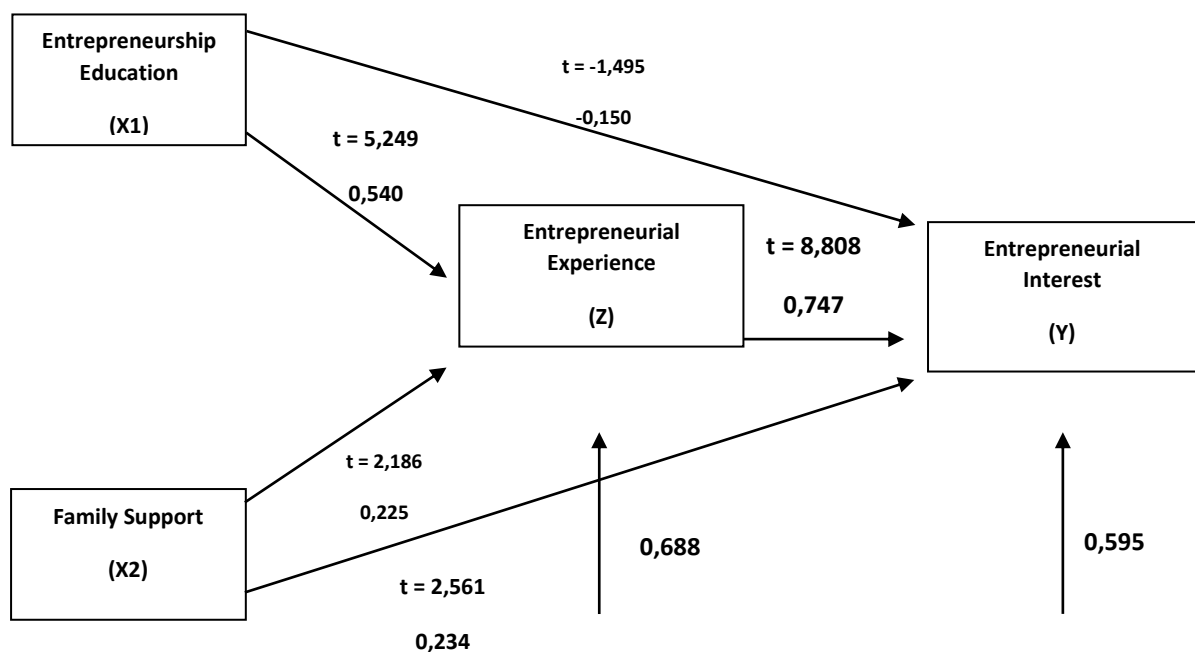 Entrepreneurship
Education
(X1)
t = -1,495
-0,150
t = 5,249
0,540
Entrepreneurial
Experience
(Z)
t = 8,808
0,747
Entrepreneurial
Interest
(Y)
t = 2,186
0,225
Family Support
(X2)
0,688
0,595
t = 2,561
0,234